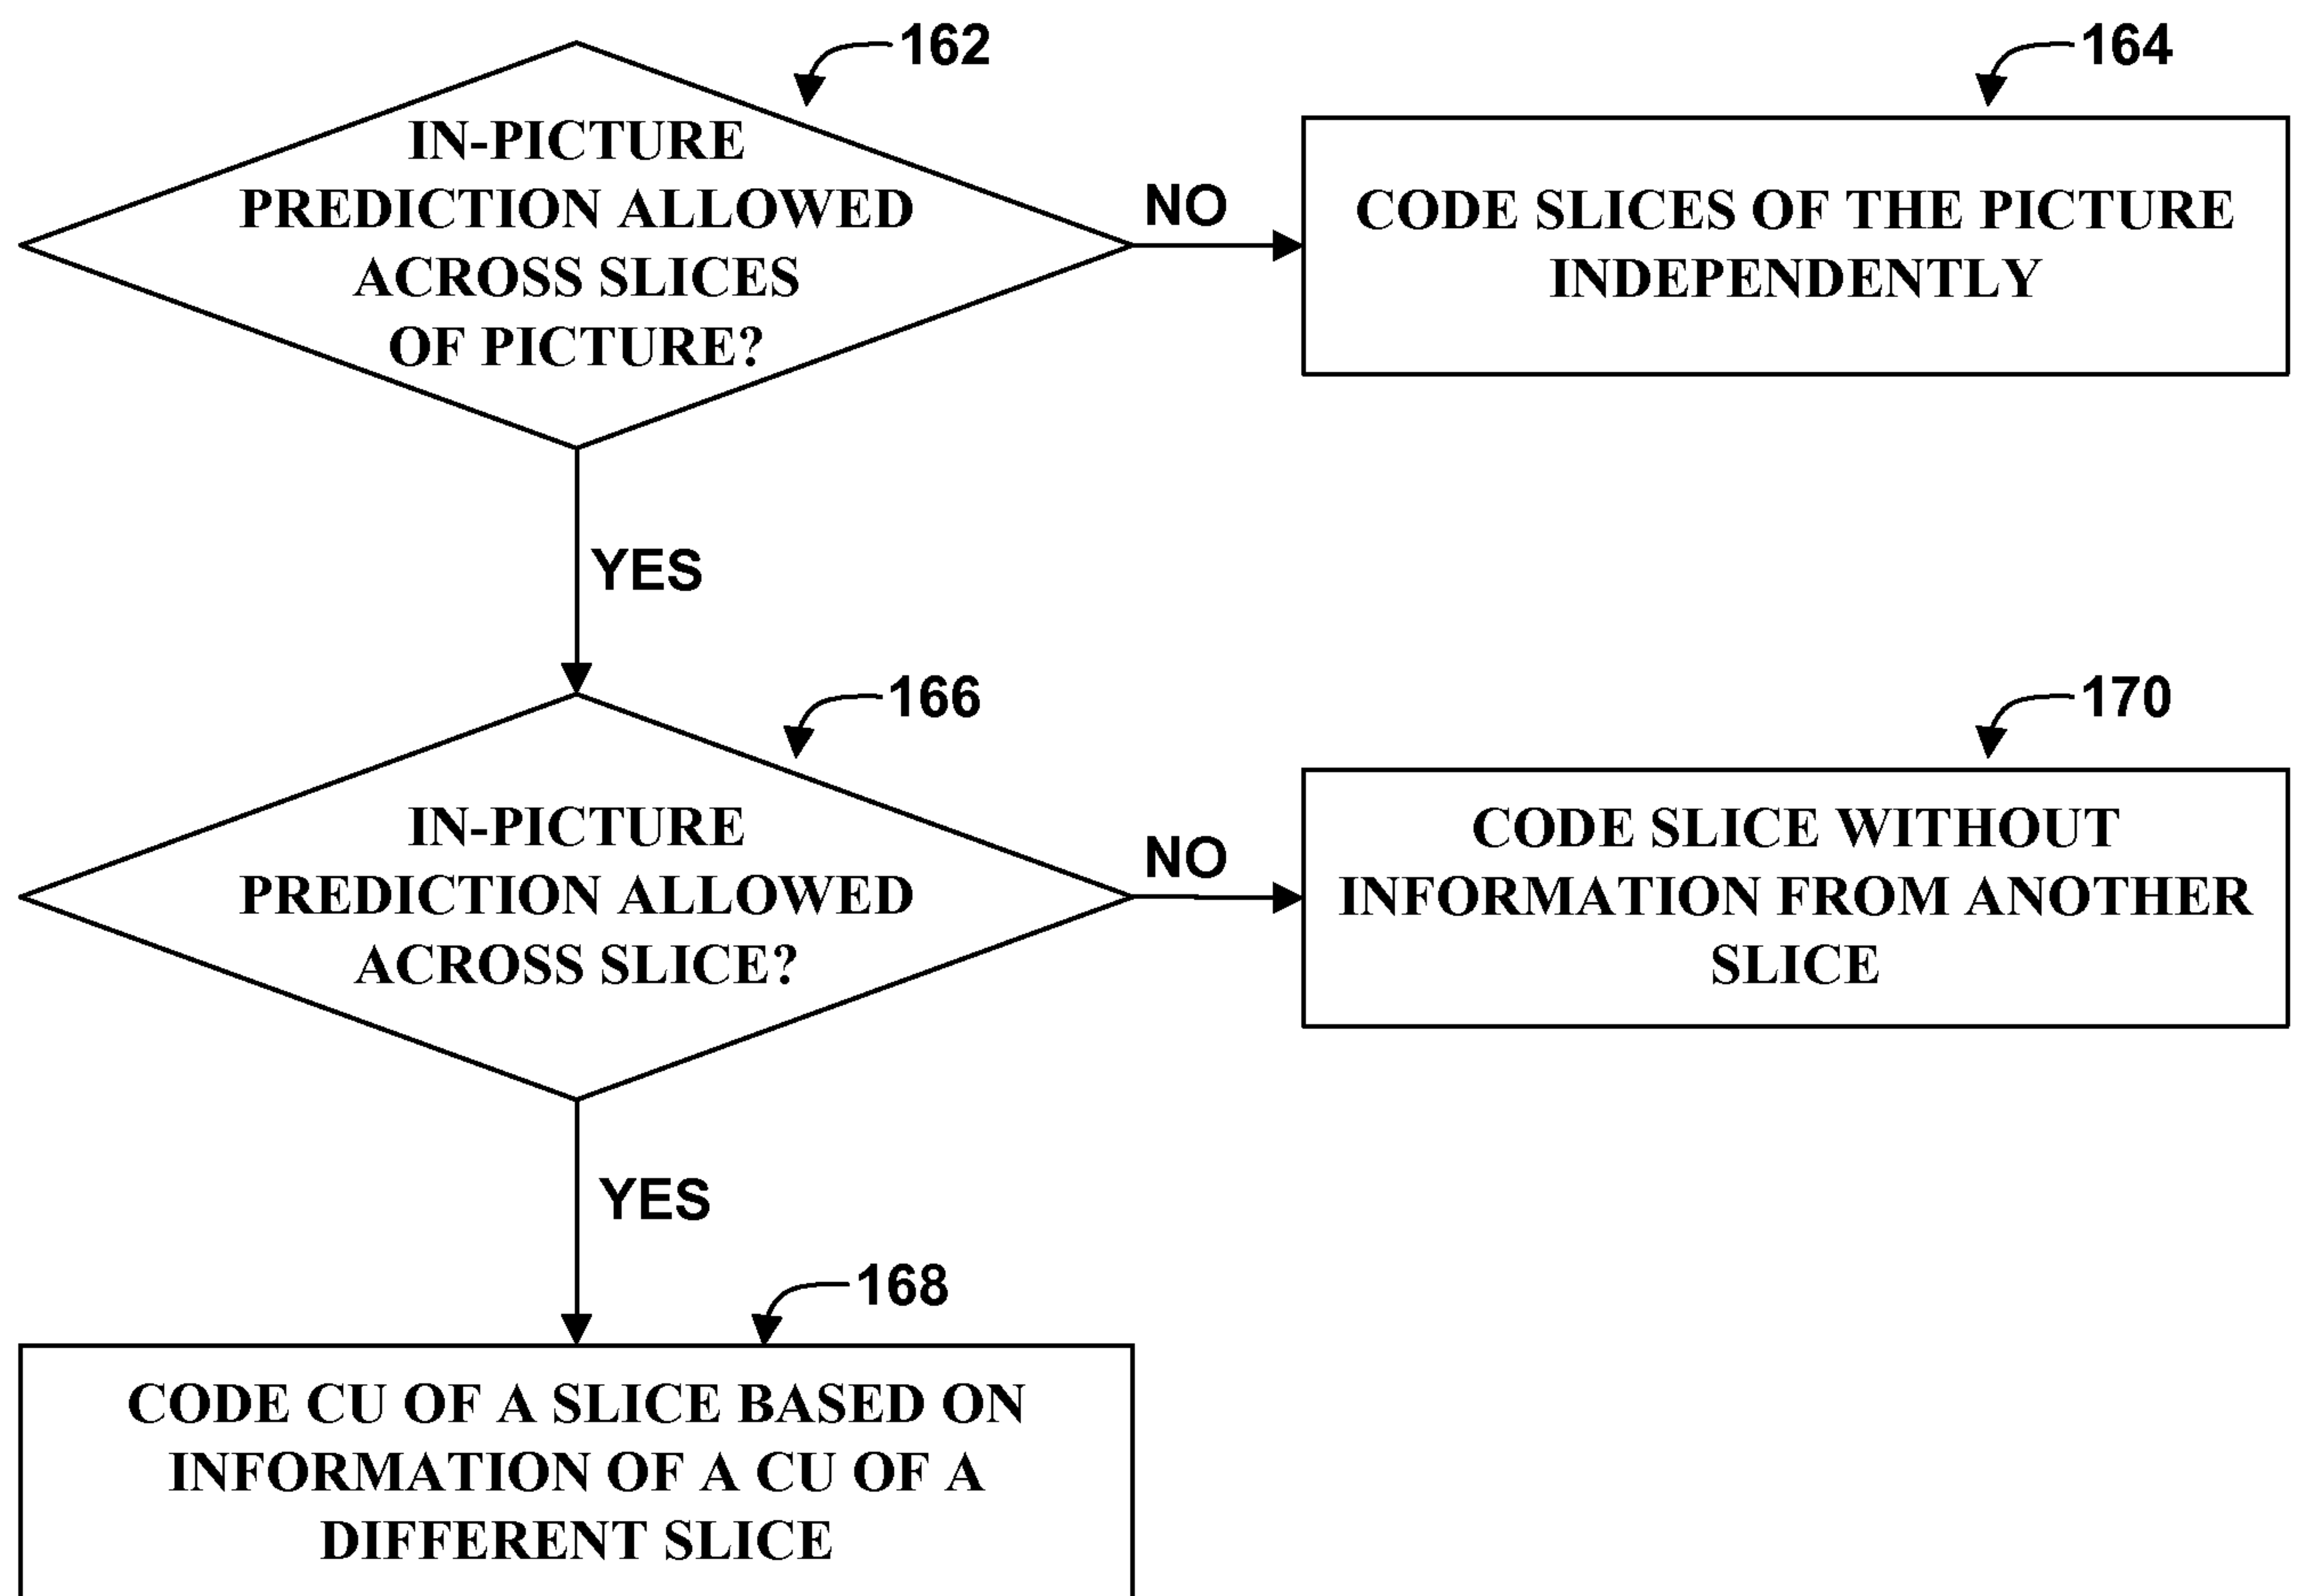 162
IN-PICTURE
PREDICTION ALLOWED
ACROSS SLICES
OF PICTURE?
NO
164
CODE SLICES OF THE PICTURE
INDEPENDENTLY
YES
166
IN-PICTURE
PREDICTION ALLOWED
ACROSS SLICE?
NO
170
CODE SLICE WITHOUT
INFORMATION FROM ANOTHER
SLICE
YES
168
CODE CU OF A SLICE BASED ON
INFORMATION OF A CU OF A
DIFFERENT SLICE